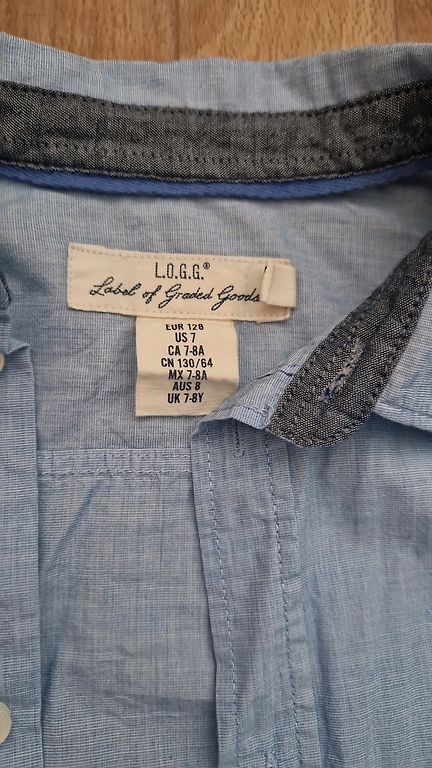 L.O.G.G.®
Label of Graded Goods
EUR 128
US 7
CA 7-8A
CN 130/64
MX 7-8A
AUS 8
UK 7-8Y